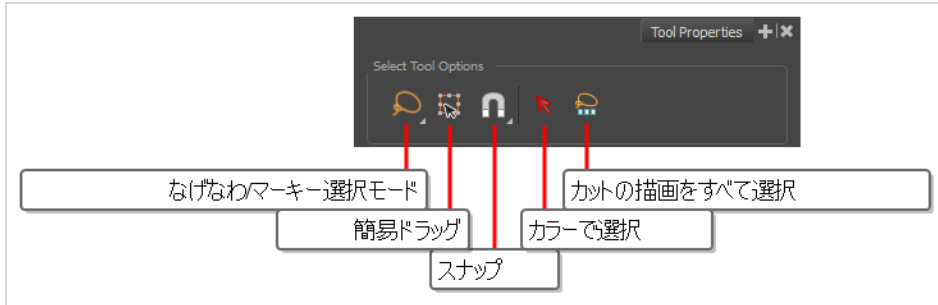 Tool Properties
Select Tool Options
なげなわ/マーキー選択モード
カットの描画をすべて選択
簡易ドラッグ
カラーで選択
スナップ